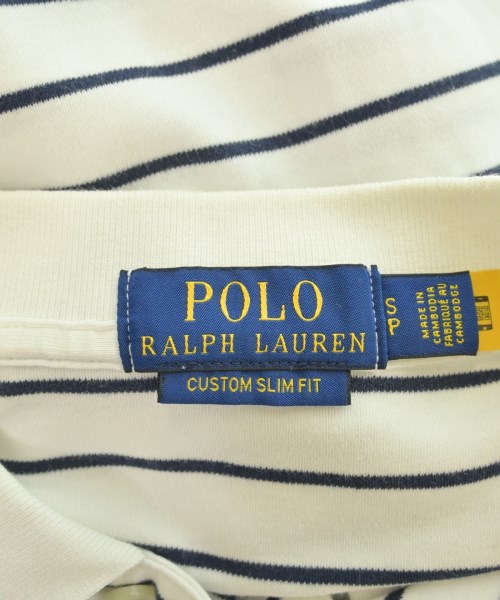 POLO
RALPH LAUREN
CUSTOM SLIM FIT
S
P
MADE IN
CAMBODIA
FABRIQUÉ AU
CAMBODGE